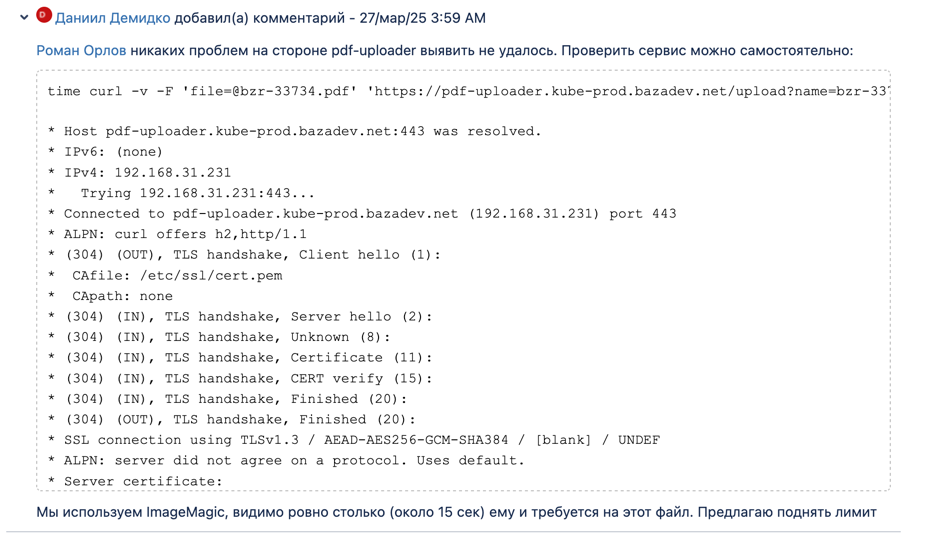 D Даниил Демидко добавил(а) комментарий - 27/мар/25 3:59 AM
Роман Орлов никаких проблем на стороне pdf-uploader выявить не удалось. Проверить сервис можно самостоятельно:
time curl -v -F 'file=@bzr-33734.pdf' 'https://pdf-uploader.kube-prod.bazadev.net/upload?name=bzr-337
* Host pdf-uploader.kube-prod.bazadev.net:443 was resolved.
* IPv6: (none)
* IPv4: 192.168.31.231
*   Trying 192.168.31.231:443...
* Connected to pdf-uploader.kube-prod.bazadev.net (192.168.31.231) port 443
* ALPN: curl offers h2,http/1.1
* (304) (OUT), TLS handshake, Client hello (1):
*  CAfile: /etc/ssl/cert.pem
*  CApath: none
* (304) (IN), TLS handshake, Server hello (2):
* (304) (IN), TLS handshake, Unknown (8):
* (304) (IN), TLS handshake, Certificate (11):
* (304) (IN), TLS handshake, CERT verify (15):
* (304) (IN), TLS handshake, Finished (20):
* (304) (OUT), TLS handshake, Finished (20):
* SSL connection using TLSv1.3 / AEAD-AES256-GCM-SHA384 / [blank] / UNDEF
* ALPN: server did not agree on a protocol. Uses default.
* Server certificate:
Мы используем ImageMagic, видимо ровно столько (около 15 сек) ему и требуется на этот файл. Предлагаю поднять лимит